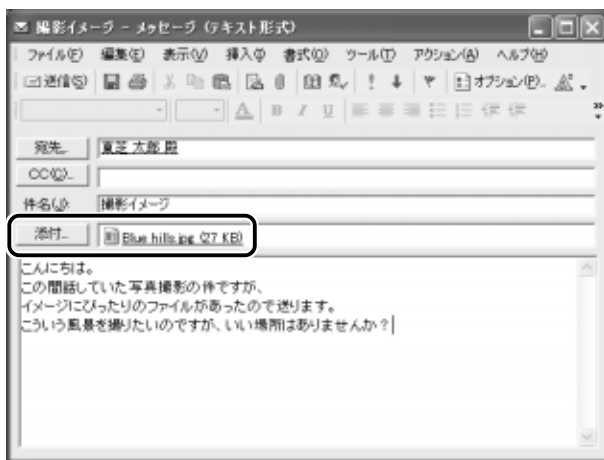 撮影イメージ - メッセージ (テキスト形式)
ファイル(F) 編集(E) 表示(V) 挿入(I) 書式(O) ツール(T) アクション(A) ヘルプ(H)
送信(S) オプション(P)...
A B I U
宛先... 東芝 太郎 殿
CC(C)...
件名(J): 撮影イメージ
添付... Blue hills.jpg (27 KB)
こんにちは。
この間話していた写真撮影の件ですが、
イメージにぴったりのファイルがあったので送ります。
こういう風景を撮りたいのですが、いい場所はありませんか？